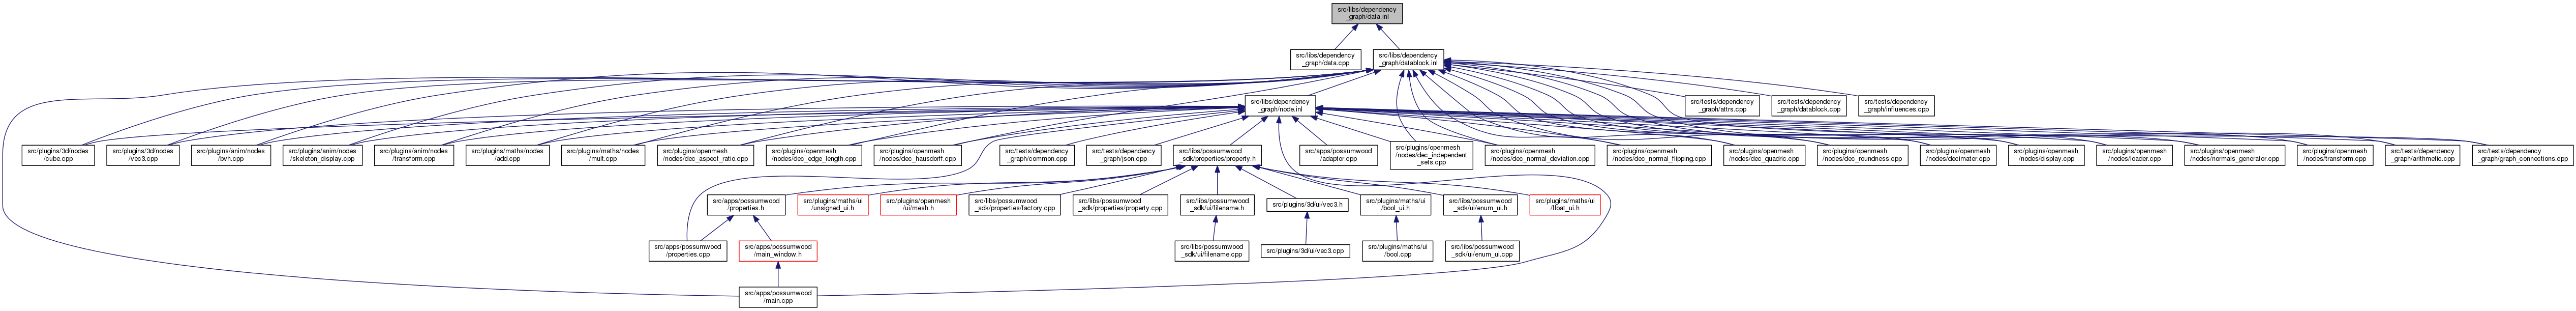 src/libs/dependency
_graph/data.inl
src/libs/dependency
_graph/data.cpp
src/libs/dependency
_graph/datablock.inl
src/libs/dependency
_graph/node.inl
src/tests/dependency
_graph/attrs.cpp
src/tests/dependency
_graph/datablock.cpp
src/tests/dependency
_graph/influences.cpp
src/plugins/3d/nodes
/cube.cpp
src/plugins/3d/nodes
/vec3.cpp
src/plugins/anim/nodes
/bvh.cpp
src/plugins/anim/nodes
/skeleton_display.cpp
src/plugins/anim/nodes
/transform.cpp
src/plugins/maths/nodes
/add.cpp
src/plugins/maths/nodes
/mult.cpp
src/plugins/openmesh
/nodes/dec_aspect_ratio.cpp
src/plugins/openmesh
/nodes/dec_edge_length.cpp
src/plugins/openmesh
/nodes/dec_hausdorff.cpp
src/tests/dependency
_graph/common.cpp
src/tests/dependency
_graph/json.cpp
src/libs/possumwood
_sdk/properties/property.h
src/apps/possumwood
/adaptor.cpp
src/plugins/openmesh
/nodes/dec_independent
_sets.cpp
src/plugins/openmesh
/nodes/dec_normal_deviation.cpp
src/plugins/openmesh
/nodes/dec_normal_flipping.cpp
src/plugins/openmesh
/nodes/dec_quadric.cpp
src/plugins/openmesh
/nodes/dec_roundness.cpp
src/plugins/openmesh
/nodes/decimater.cpp
src/plugins/openmesh
/nodes/display.cpp
src/plugins/openmesh
/nodes/loader.cpp
src/plugins/openmesh
/nodes/normals_generator.cpp
src/plugins/openmesh
/nodes/transform.cpp
src/tests/dependency
_graph/arithmetic.cpp
src/tests/dependency
_graph/graph_connections.cpp
src/apps/possumwood
/properties.h
src/plugins/maths/ui
/unsigned_ui.h
src/plugins/openmesh
/ui/mesh.h
src/libs/possumwood
_sdk/properties/factory.cpp
src/libs/possumwood
_sdk/properties/property.cpp
src/libs/possumwood
_sdk/ui/filename.h
src/plugins/3d/ui/vec3.h
src/plugins/maths/ui
/bool_ui.h
src/libs/possumwood
_sdk/ui/enum_ui.h
src/plugins/maths/ui
/float_ui.h
src/apps/possumwood
/properties.cpp
src/apps/possumwood
/main_window.h
src/libs/possumwood
_sdk/ui/filename.cpp
src/plugins/3d/ui/vec3.cpp
src/plugins/maths/ui
/bool.cpp
src/libs/possumwood
_sdk/ui/enum_ui.cpp
src/apps/possumwood
/main.cpp